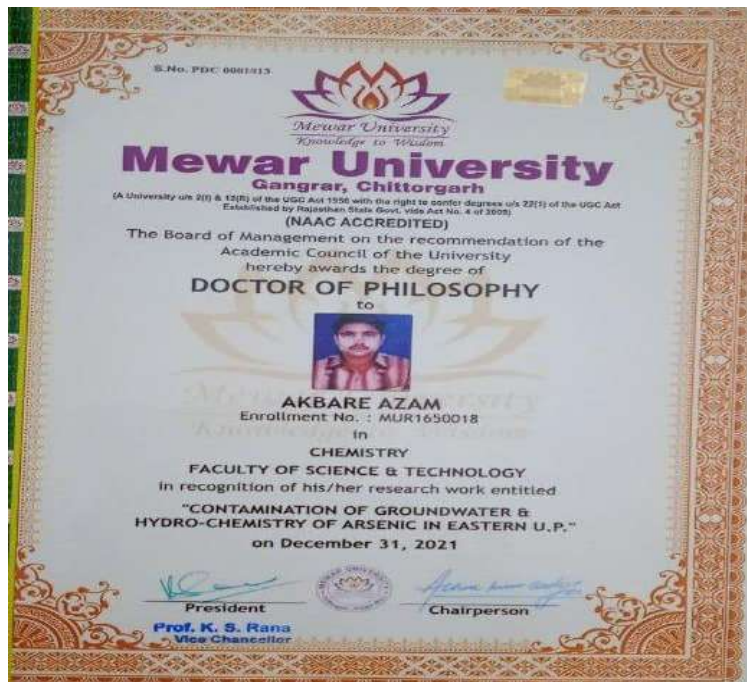 S.No. PDC 0001013
Mewar University
Knowledge to Wisdom
Mewar University
Gangrar, Chittorgarh
(A University u/s 2(f) & 12(B) of the UGC Act 1956 with the right to confer degrees u/s 22(1) of the UGC Act
Established by Rajasthan State Govt. vide Act No. 4 of 2009)
(NAAC ACCREDITED)
The Board of Management on the recommendation of the
Academic Council of the University
hereby awards the degree of
DOCTOR OF PHILOSOPHY
to
AKBARE AZAM
Enrollment No. : MUR1650018
in
CHEMISTRY
FACULTY OF SCIENCE & TECHNOLOGY
in recognition of his/her research work entitled
"CONTAMINATION OF GROUNDWATER &
HYDRO-CHEMISTRY OF ARSENIC IN EASTERN U.P."
on December 31, 2021
MEWAR UNIVERSITY
President
Chairperson
Prof. K. S. Rana
Vice Chancellor